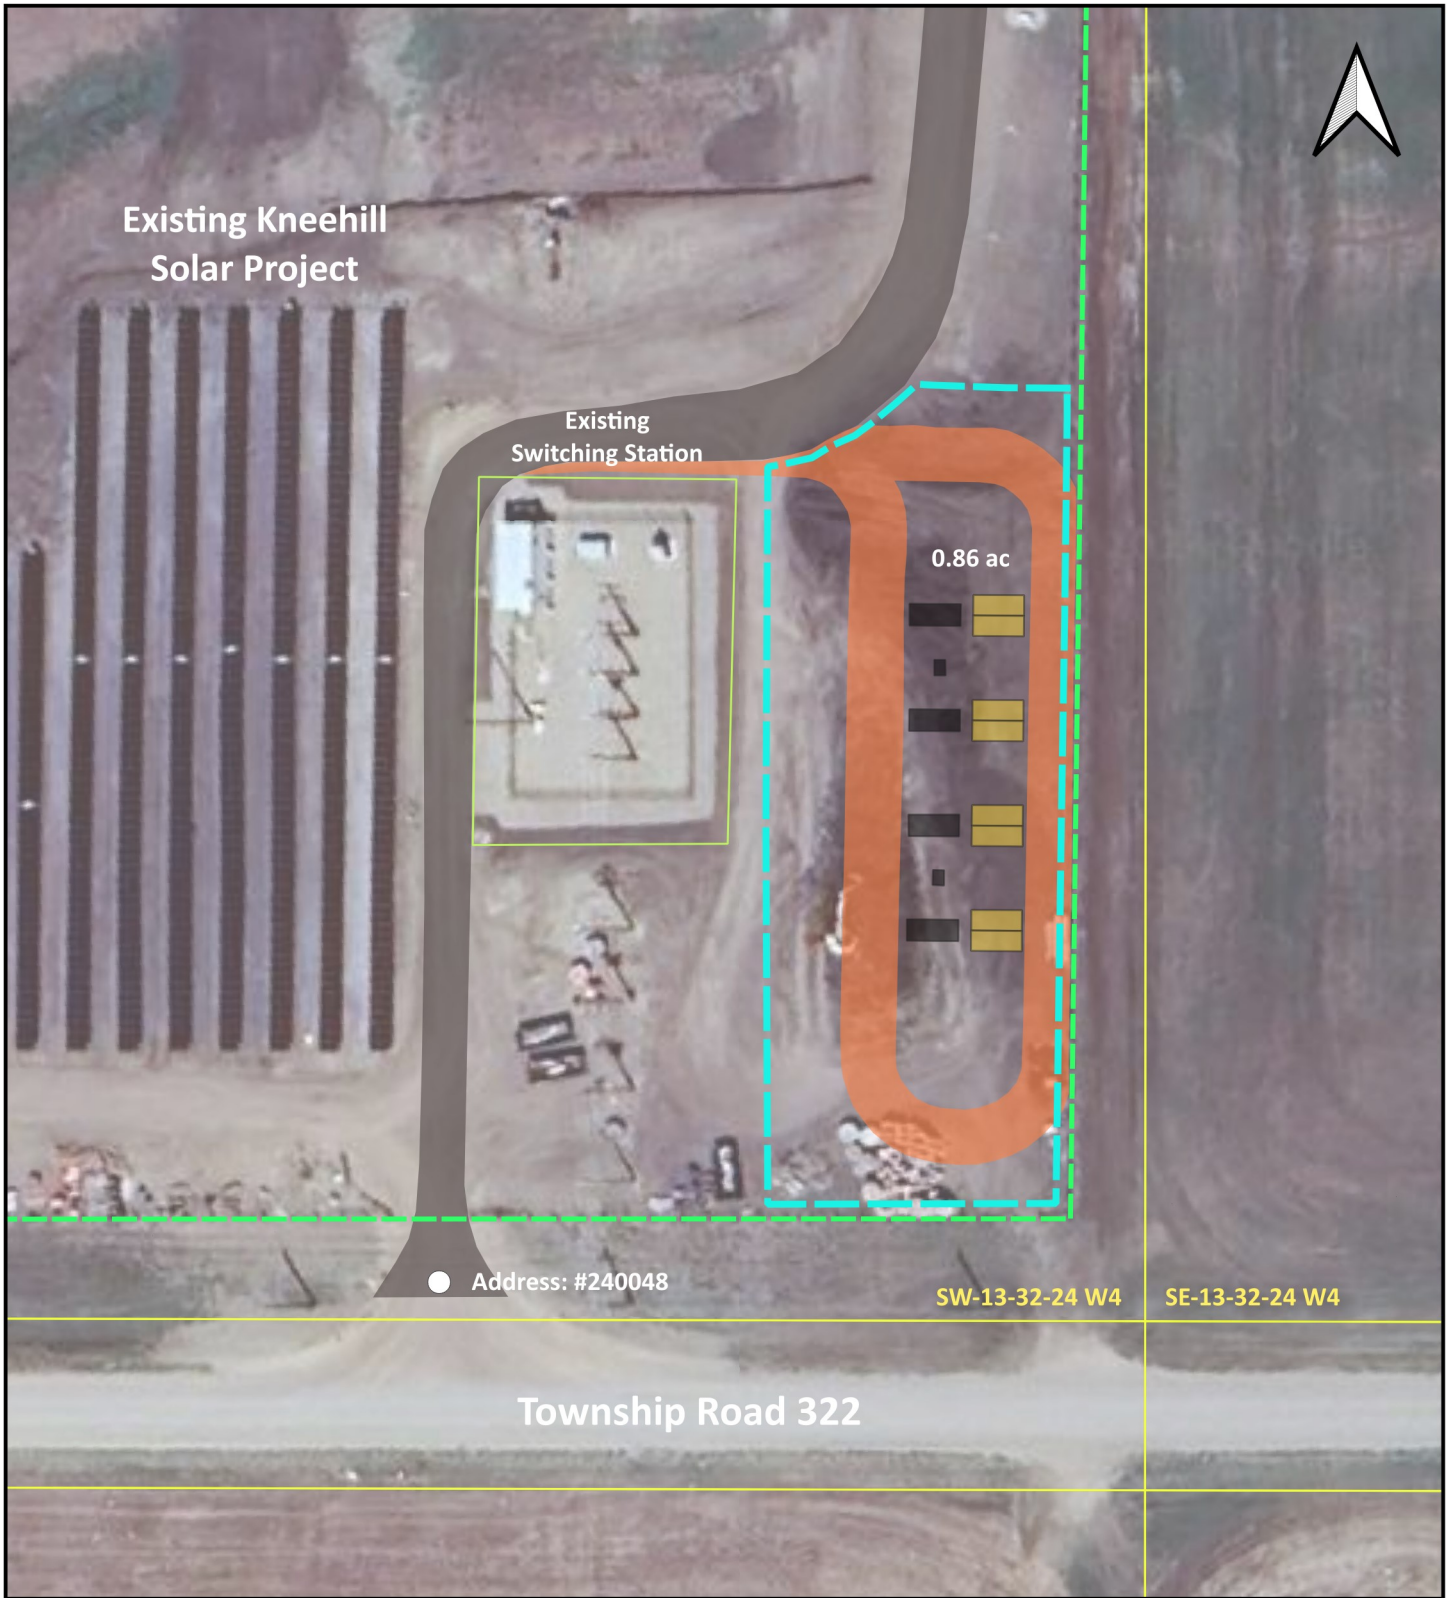 Existing Kneehill
Solar Project
Existing
Switching Station
0.86 ac
Address: #240048
SW-13-32-24 W4
SE-13-32-24 W4
Township Road 322